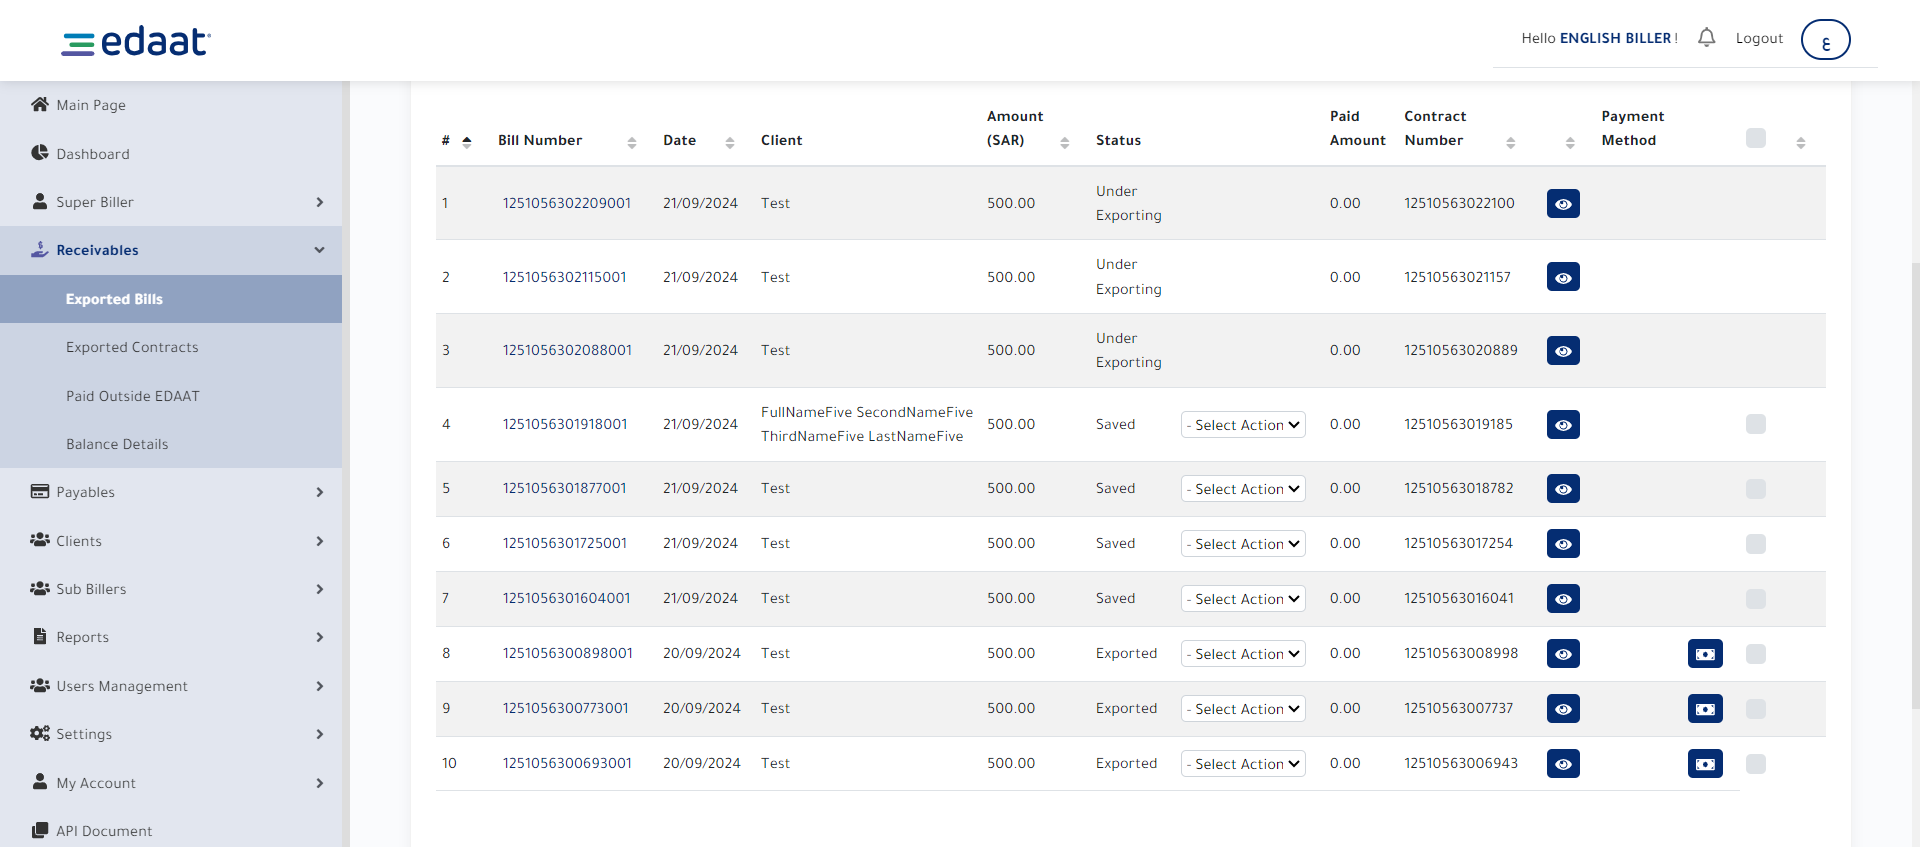 edaat
Hello ENGLISH BILLER !
Logout
ع
Main Page
Dashboard
Super Biller
Receivables
Exported Bills
Exported Contracts
Paid Outside EDAAT
Balance Details
Payables
Clients
Sub Billers
Reports
Users Management
Settings
My Account
API Document
# Bill Number Date Client Amount (SAR) Status Paid Amount Contract Number Payment Method
1 1251056302209001 21/09/2024 Test 500.00 Under Exporting 0.00 12510563022100
2 1251056302115001 21/09/2024 Test 500.00 Under Exporting 0.00 12510563021157
3 1251056302088001 21/09/2024 Test 500.00 Under Exporting 0.00 12510563020889
4 1251056301918001 21/09/2024 FullNameFive SecondNameFive ThirdNameFive LastNameFive 500.00 Saved - Select Action 0.00 12510563019185
5 1251056301877001 21/09/2024 Test 500.00 Saved - Select Action 0.00 12510563018782
6 1251056301725001 21/09/2024 Test 500.00 Saved - Select Action 0.00 12510563017254
7 1251056301604001 21/09/2024 Test 500.00 Saved - Select Action 0.00 12510563016041
8 1251056300898001 20/09/2024 Test 500.00 Exported - Select Action 0.00 12510563008998
9 1251056300773001 20/09/2024 Test 500.00 Exported - Select Action 0.00 12510563007737
10 1251056300693001 20/09/2024 Test 500.00 Exported - Select Action 0.00 12510563006943